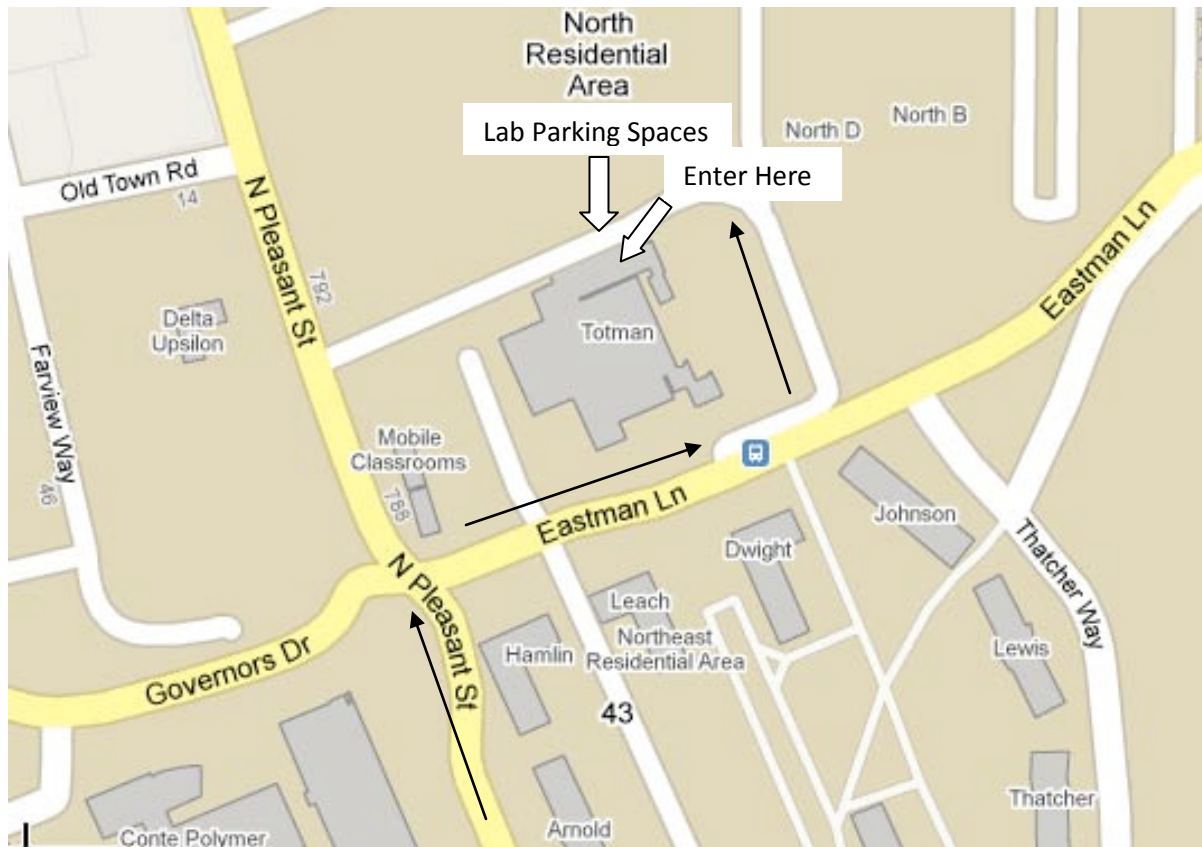 North
Residential
Area
Lab Parking Spaces
Enter Here
North D
North B
Old Town Rd
14
N Pleasant St
792
Delta
Upsilon
Farview Way
46
Totman
Eastman Ln
Mobile
Classrooms
788
Eastman Ln
Johnson
Dwight
Thatcher Way
N Pleasant St
Leach
Northeast
Residential Area
Hamlin
Lewis
Governors Dr
43
Thatcher
Arnold
Conte Polymer